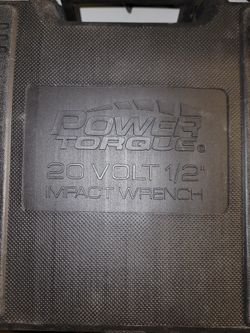 POWER
TORQUE®
20 VOLT 1/2"
IMPACT WRENCH